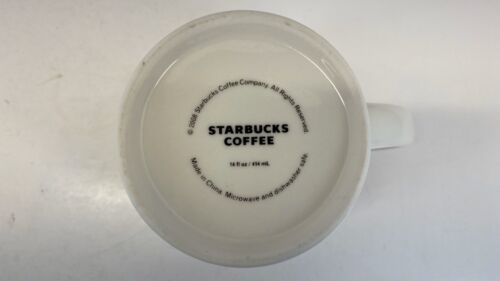 © 2008 Starbucks Coffee Company. All Rights Reserved.
STARBUCKS
COFFEE
14 fl oz / 414 mL
Made in China. Microwave and dishwasher safe.